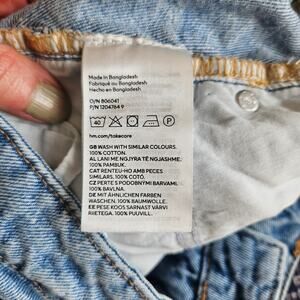 Made in Bangladesh
Fabriqué au Bangladesh
Hecho en Bangladesh
O/N 806041
P/N 1204764 9
40
P
hm.com/takecare
GB WASH WITH SIMILAR COLOURS.
100% COTTON.
AL LANI ME NGJYRA TË NGJASHME.
100% PAMBUK.
CAT RENTEU-HO AMB PECES
SIMILARS. 100% COTÓ.
CZ PERTE S PODOBNÝMI BARVAMI.
100% BAVLNA.
DE MIT ÄHNLICHEN FARBEN
WASCHEN. 100% BAUMWOLLE.
EE PESE KOOS SARNAST VÄRVI
RIIETEGA. 100% PUUVILL.